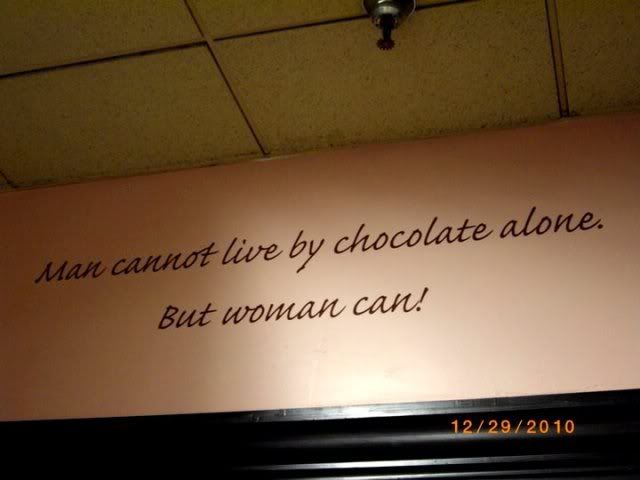 Man cannot live by chocolate alone.
But woman can!
12/29/2010